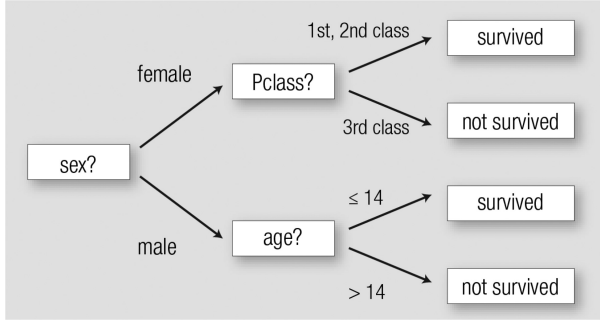 1st, 2nd class
survived
female
Pclass?
3rd class
not survived
sex?
≤ 14
survived
male
age?
> 14
not survived